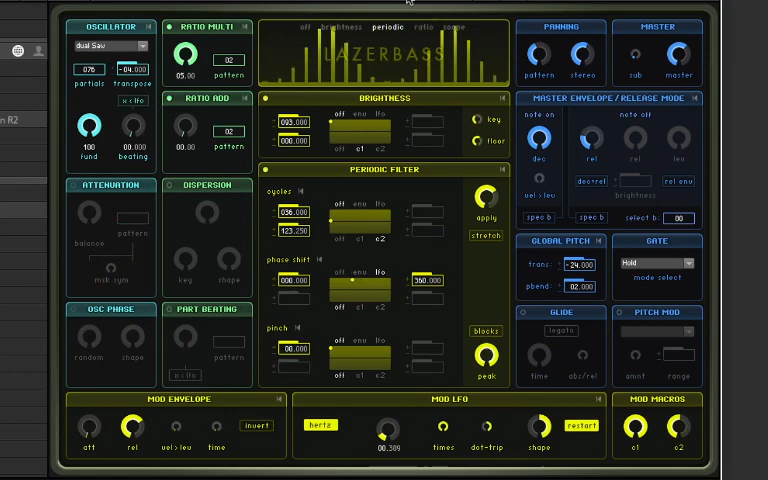 OSCILLATOR
dual Saw
076 -04.000
partials transpose
x < lfo
100 00.000
fund beating
RATIO MULTI
02
05.00 pattern
RATIO ADD
02
00.00 pattern
off brightness periodic ratio scope
LAZERBASS
BRIGHTNESS
off env lfo
093.000
000.000
off c1 c2
key
floor
PERIODIC FILTER
cycles
off env lfo
036.000
123.250
off c1 c2
apply
stretch
phase shift
off env lfo
000.000 360.000
off c1 c2
pinch
off env lfo
00.000
off c1 c2
blocks
peak
PANNING
pattern stereo
MASTER
sub master
MASTER ENVELOPE/RELEASE MODE
note on note off
dec rel leu
dec=rel rel env
vel > leu brightness
spec b spec b select b: 00
GLOBAL PITCH
trans: -24.000
pbend: 02.000
GATE
Hold
mode select
GLIDE
legato
time abs/rel
PITCH MOD
amnt range
ATTENUATION
pattern
balance
msk sym
DISPERSION
key shape
OSC PHASE
random shape
PART BEATING
pattern
x < lfo
MOD ENVELOPE
invert
att rel vel > leu time
MOD LFO
hertz restart
00.389 times dot-trip shape
MOD MACROS
c1 c2
n R2